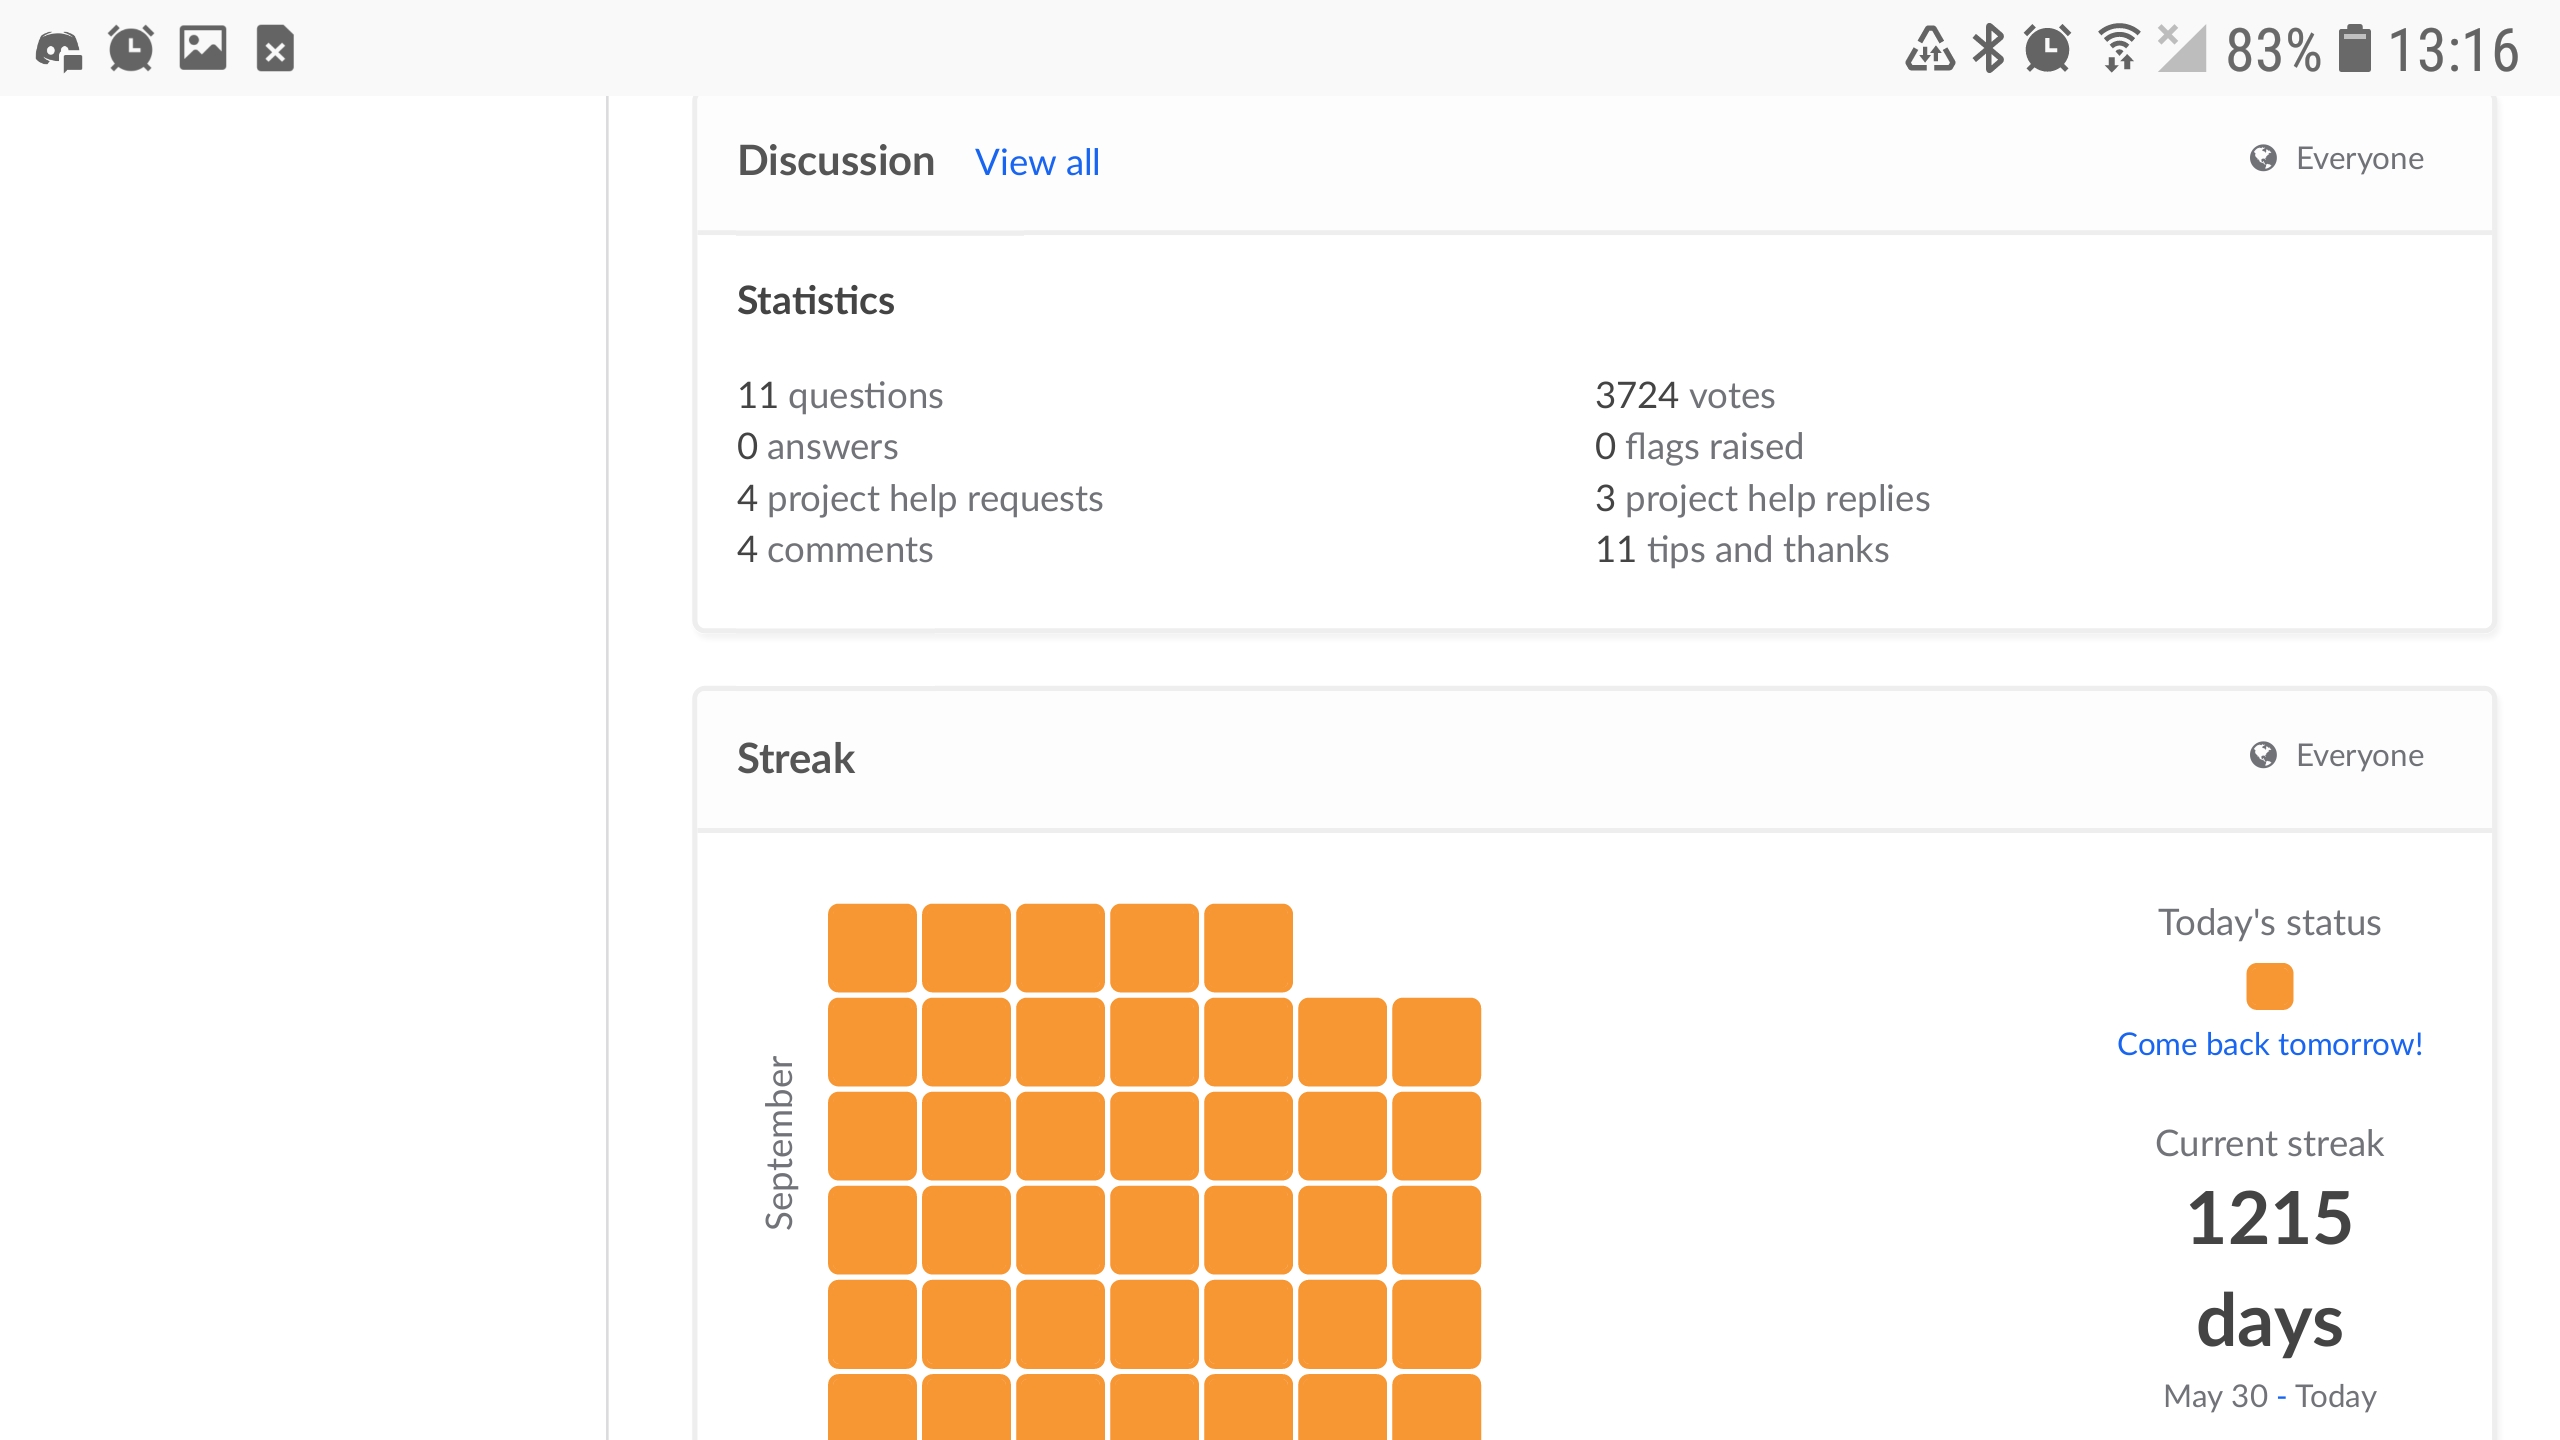 83% 13:16
Discussion View all Everyone
Statistics
11 questions
0 answers
4 project help requests
4 comments
3724 votes
0 flags raised
3 project help replies
11 tips and thanks
Streak Everyone
September
Today's status
Come back tomorrow!
Current streak
1215
days
May 30 - Today